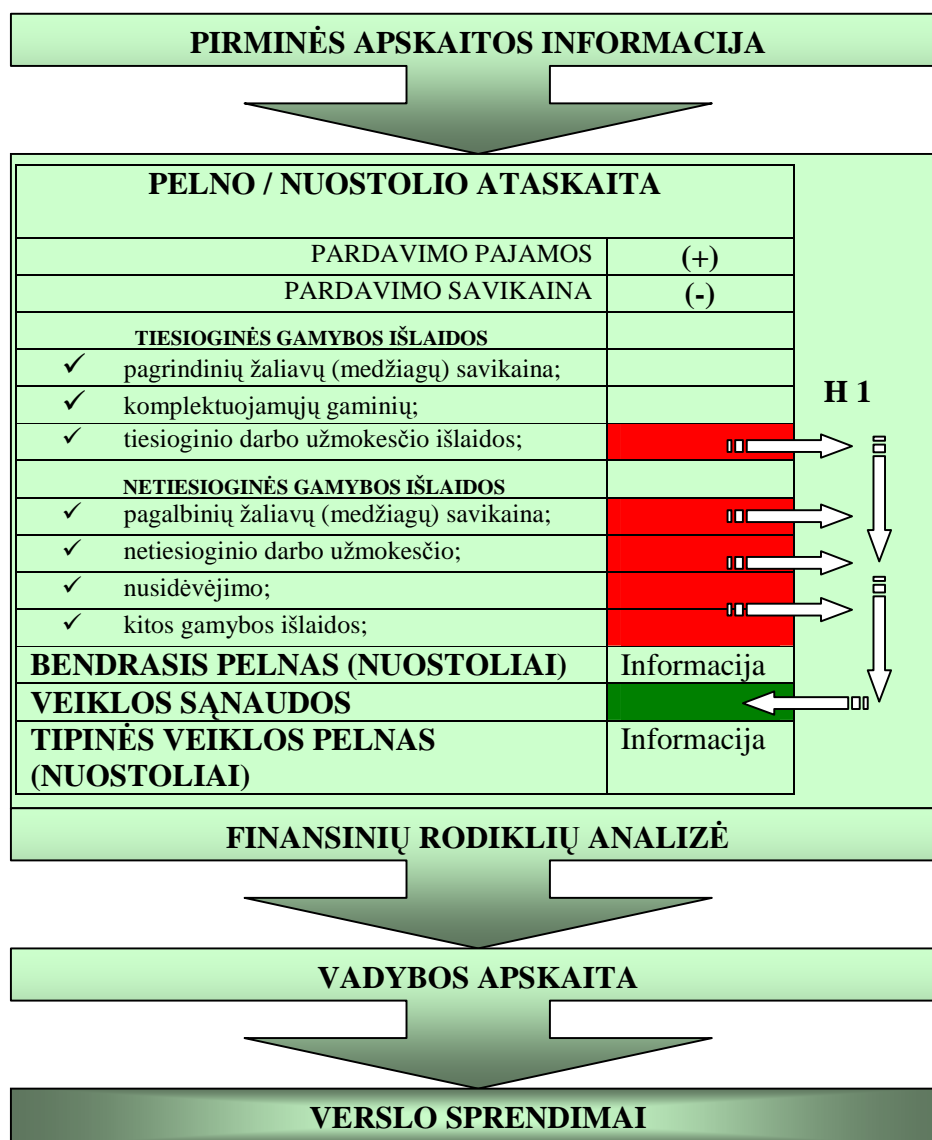 PIRMINĖS APSKAITOS INFORMACIJA
PELNO / NUOSTOLIO ATASKAITA
PARDAVIMO PAJAMOS (+)
PARDAVIMO SAVIKAINA (-)
TIESIOGINĖS GAMYBOS IŠLAIDOS
✓ pagrindinių žaliavų (medžiagų) savikaina;
✓ komplektuojamųjų gaminių;
✓ tiesioginio darbo užmokesčio išlaidos;
NETIESIOGINĖS GAMYBOS IŠLAIDOS
✓ pagalbinių žaliavų (medžiagų) savikaina;
✓ netiesioginio darbo užmokesčio;
✓ nusidėvėjimo;
✓ kitos gamybos išlaidos;
BENDRASIS PELNAS (NUOSTOLIAI) Informacija
VEIKLOS SĄNAUDOS
TIPINĖS VEIKLOS PELNAS Informacija
(NUOSTOLIAI)
H 1
FINANSINIŲ RODIKLIŲ ANALIZĖ
VADYBOS APSKAITA
VERSLO SPRENDIMAI